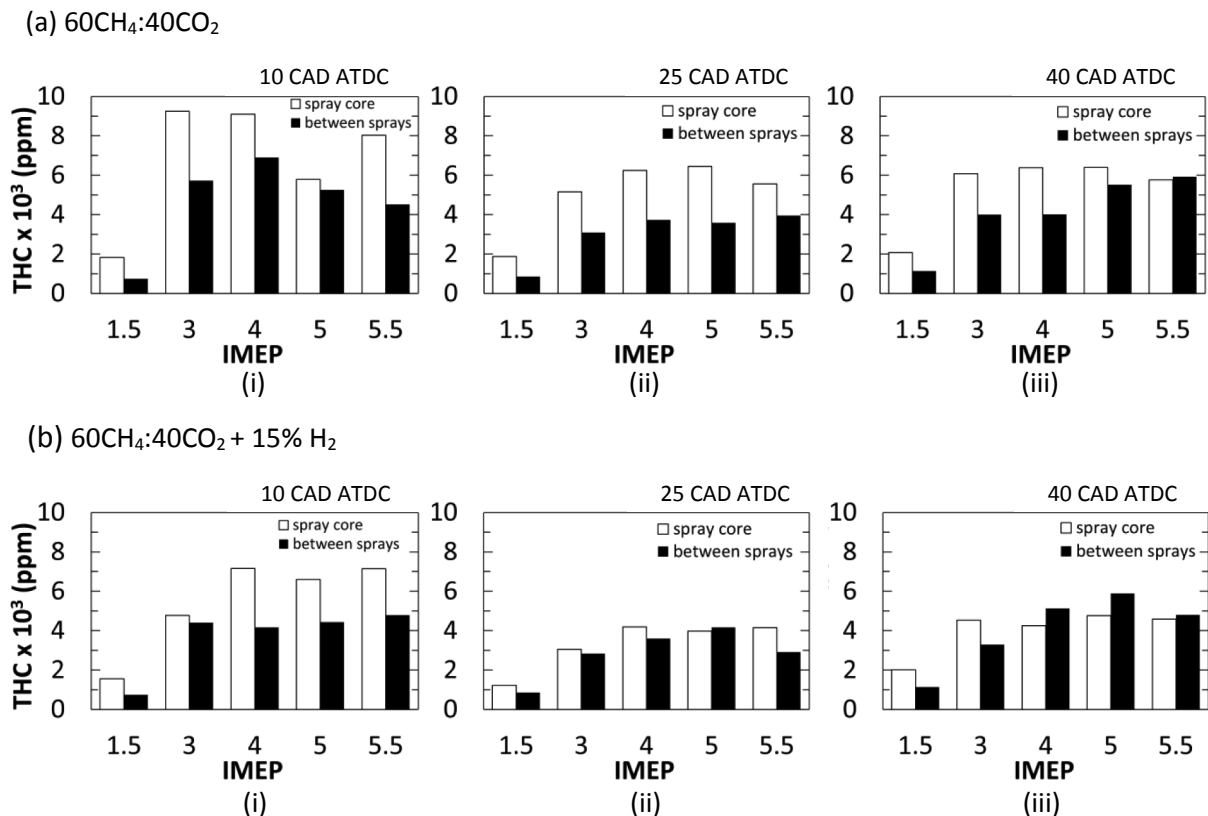 (a) 60CH₄:40CO₂
10 CAD ATDC
25 CAD ATDC
40 CAD ATDC
THC x 10³ (ppm)
10
8
6
4
2
0
spray core
between sprays
1.5 3 4 5 5.5
IMEP
(i)
10
8
6
4
2
0
spray core
between sprays
1.5 3 4 5 5.5
IMEP
(ii)
10
8
6
4
2
0
spray core
between sprays
1.5 3 4 5 5.5
IMEP
(iii)
(b) 60CH₄:40CO₂ + 15% H₂
10 CAD ATDC
25 CAD ATDC
40 CAD ATDC
THC x 10³ (ppm)
10
8
6
4
2
0
spray core
between sprays
1.5 3 4 5 5.5
IMEP
(i)
10
8
6
4
2
0
spray core
between sprays
1.5 3 4 5 5.5
IMEP
(ii)
10
8
6
4
2
0
spray core
between sprays
1.5 3 4 5 5.5
IMEP
(iii)